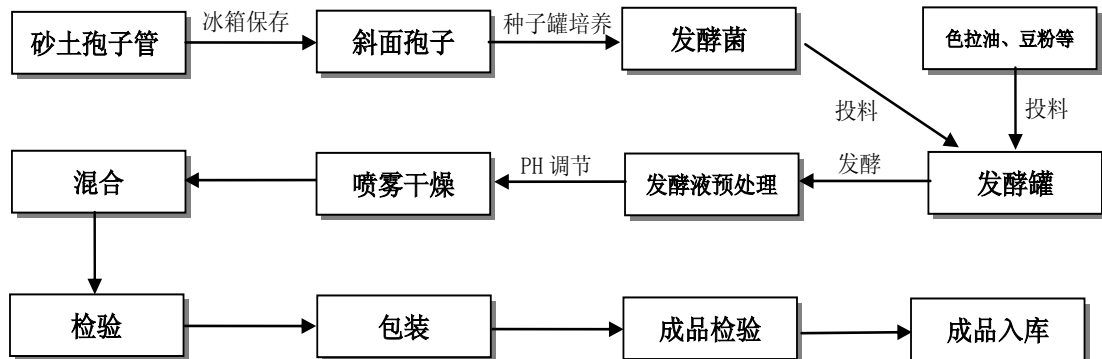 砂土孢子管
冰箱保存
斜面孢子
种子罐培养
发酵菌
色拉油、豆粉等
投料
投料
混合
喷雾干燥
PH 调节
发酵液预处理
发酵
发酵罐
检验
包装
成品检验
成品入库